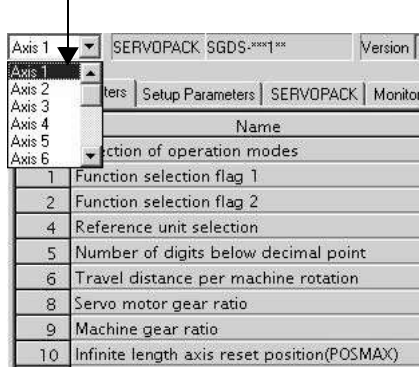 Axis 1 SERVOPACK SGDS-***1** Version
Axis 1
Axis 2
Axis 3
Axis 4
Axis 5
Axis 6
ters Setup Parameters SERVOPACK Monitor
Name
ction of operation modes
1 Function selection flag 1
2 Function selection flag 2
4 Reference unit selection
5 Number of digits below decimal point
6 Travel distance per machine rotation
8 Servo motor gear ratio
9 Machine gear ratio
10 Infinite length axis reset position(POSMAX)